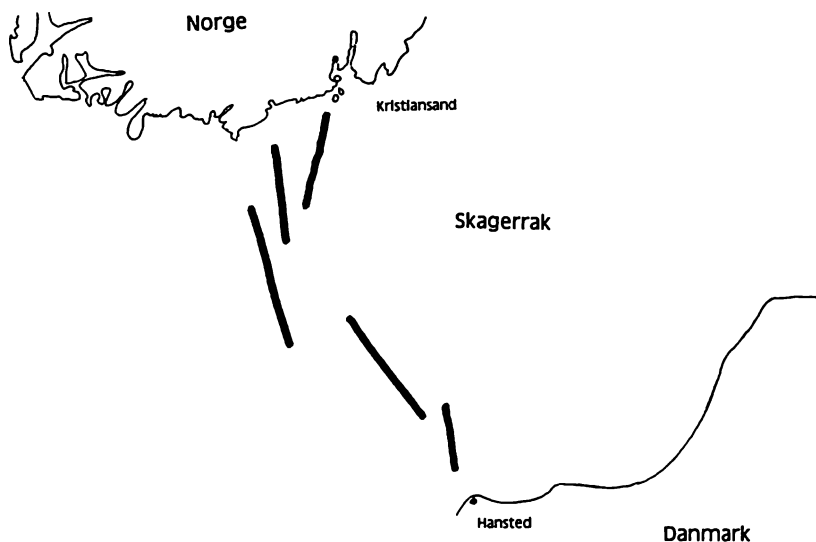 Norge
Kristiansand
Skagerrak
Hansted
Danmark